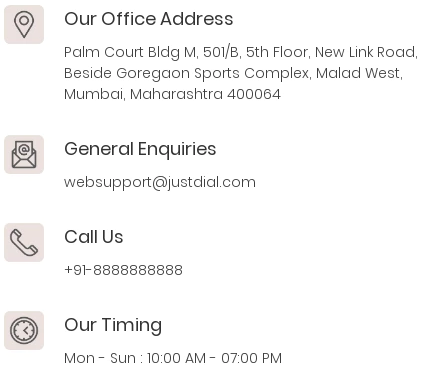 Our Office Address
Palm Court Bldg M, 501/B, 5th Floor, New Link Road,
Beside Goregaon Sports Complex, Malad West,
Mumbai, Maharashtra 400064
General Enquiries
websupport@justdial.com
Call Us
+91-8888888888
Our Timing
Mon - Sun : 10:00 AM - 07:00 PM